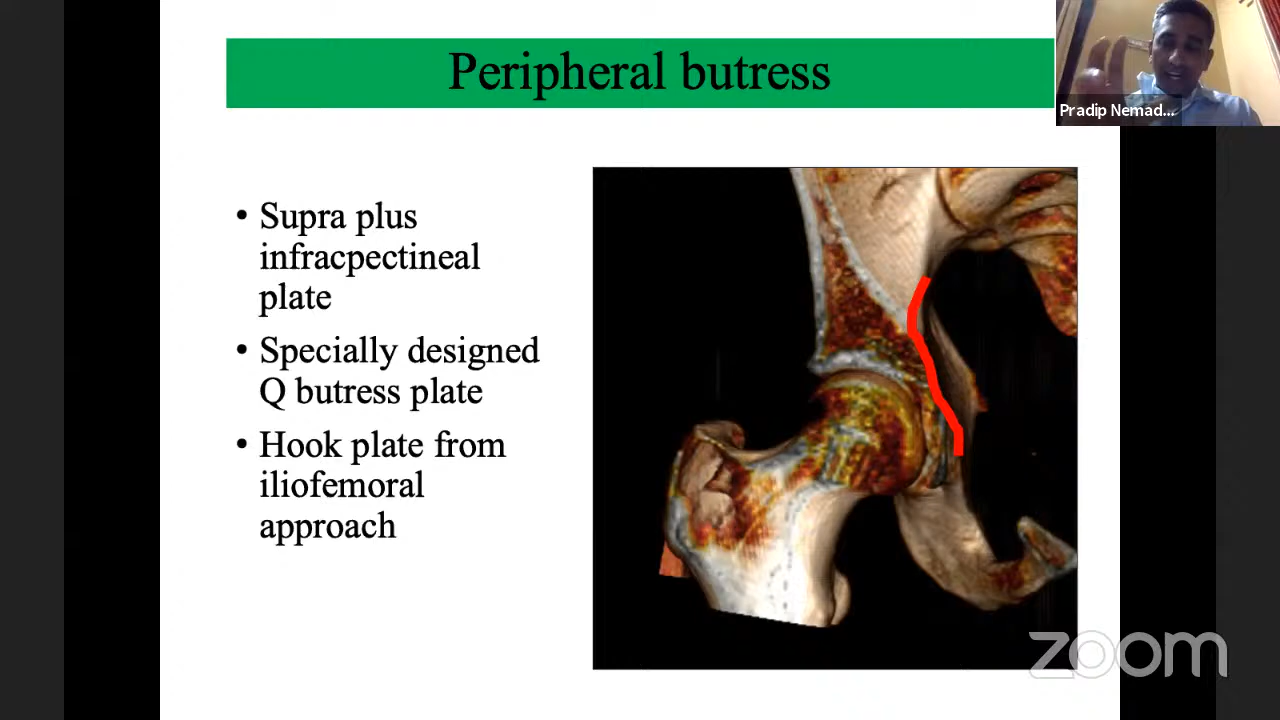 Peripheral butress
Pradip Nemad...
• Supra plus
infracpectineal
plate
• Specially designed
Q butress plate
• Hook plate from
iliofemoral
approach
zoom